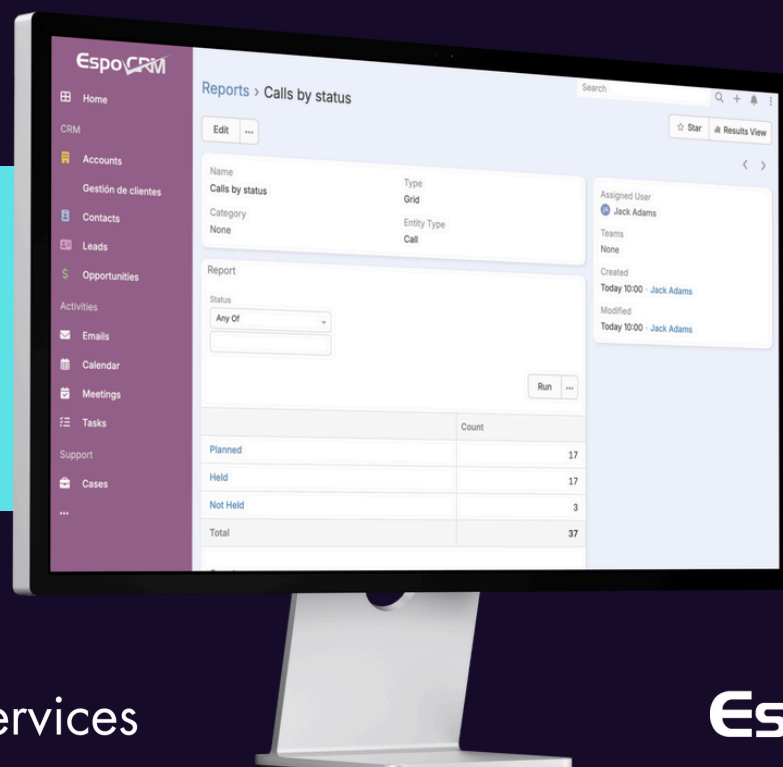 EspoCRM
Search
Home
Reports > Calls by status
CRM
Edit
Star
Results View
Accounts
Gestión de clientes
Contacts
Leads
Opportunities
Name
Calls by status
Type
Grid
Category
None
Entity Type
Call
Assigned User
JA Jack Adams
Teams
None
Created
Today 10:00 · Jack Adams
Modified
Today 10:00 · Jack Adams
Activities
Emails
Calendar
Meetings
Tasks
Support
Cases
...
Report
Status
Any Of
Run
Count
Planned 17
Held 17
Not Held 3
Total 37
ervices
Es